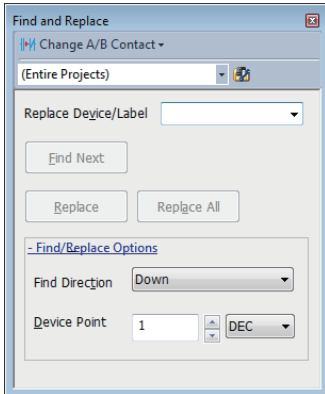 Find and Replace
Change A/B Contact
(Entire Projects)
Replace Device/Label
Find Next
Replace Replace All
- Find/Replace Options
Find Direction Down
Device Point 1 DEC